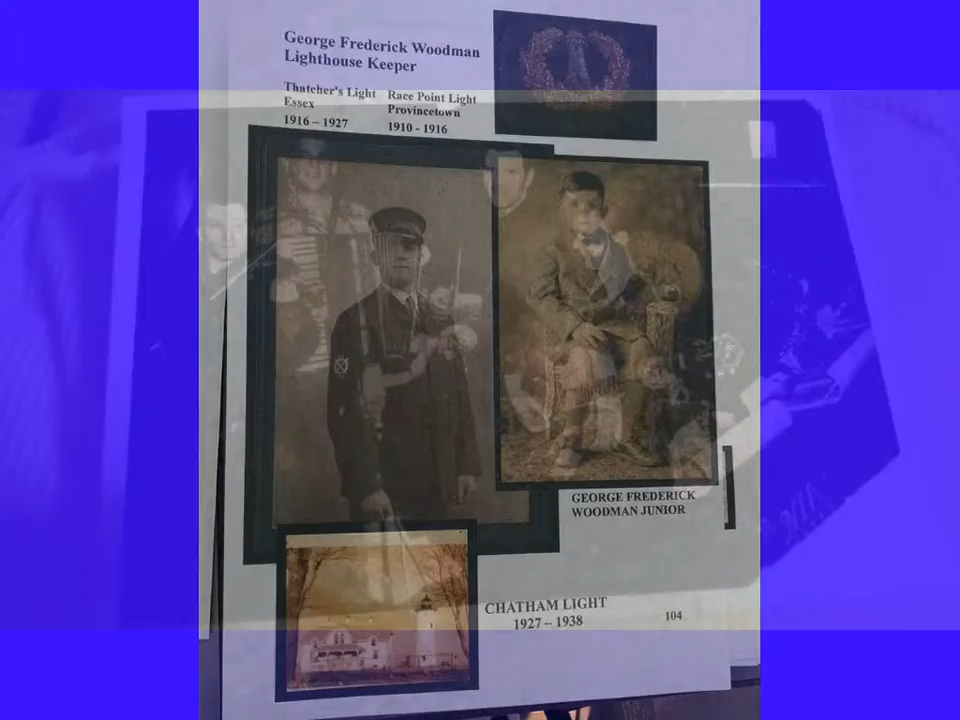 George Frederick Woodman
Lighthouse Keeper
Thatcher's Light
Essex
1916 – 1927
Race Point Light
Provincetown
1910 - 1916
GEORGE FREDERICK
WOODMAN JUNIOR
CHATHAM LIGHT
1927 – 1938
104